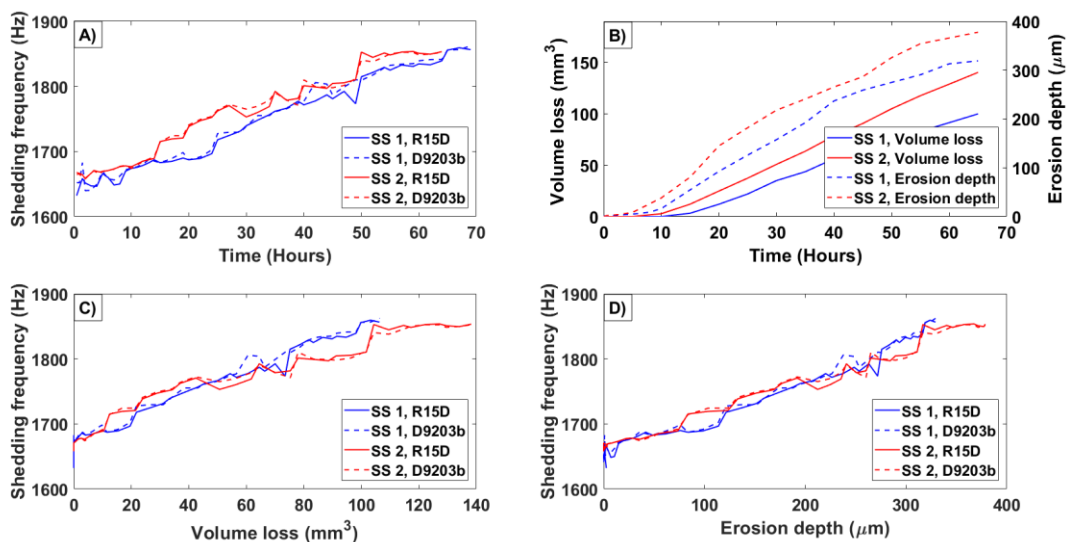 A)
Shedding frequency (Hz)
1900
1800
1700
1600
0 10 20 30 40 50 60 70
Time (Hours)
SS 1, R15D
SS 1, D9203b
SS 2, R15D
SS 2, D9203b
B)
Volume loss (mm³)
150
100
50
0
0 10 20 30 40 50 60 70
Time (Hours)
400
300
200
100
0
Erosion depth (μm)
SS 1, Volume loss
SS 2, Volume loss
SS 1, Erosion depth
SS 2, Erosion depth
C)
Shedding frequency (Hz)
1900
1800
1700
1600
0 20 40 60 80 100 120 140
Volume loss (mm³)
SS 1, R15D
SS 1, D9203b
SS 2, R15D
SS 2, D9203b
D)
Shedding frequency (Hz)
1900
1800
1700
1600
0 100 200 300 400
Erosion depth (μm)
SS 1, R15D
SS 1, D9203b
SS 2, R15D
SS 2, D9203b